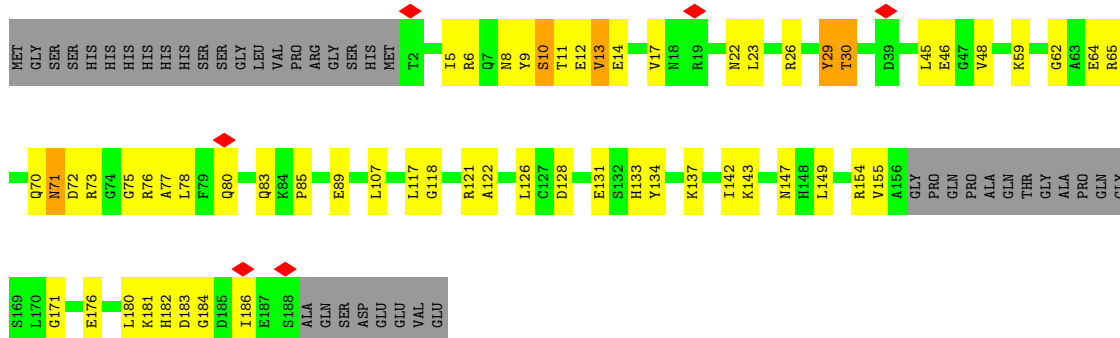 MET GLY SER SER HIS HIS HIS HIS HIS HIS SER SER GLY LEU VAL PRO ARG GLY SER HIS MET T2 I5 R6 Q7 N8 Y9 S10 T11 E12 V13 E14 V17 N18 R19 N22 L23 R26 Y29 T30 D39 L45 E46 G47 V48 K59 G62 A63 E64 R65
Q70 N71 D72 R73 G74 G75 R76 A77 L78 F79 Q80 Q83 K84 P85 E89 L107 L117 G118 R121 A122 L126 C127 D128 E131 S132 H133 Y134 K137 I142 K143 N147 H148 L149 R154 V155 A156 GLY PRO GLN PRO ALA GLN THR GLY ALA PRO GLN GLY
S169 L170 G171 E176 L180 K181 H182 D183 G184 D185 I186 E187 S188 ALA GLN SER ASP GLU GLU VAL GLU